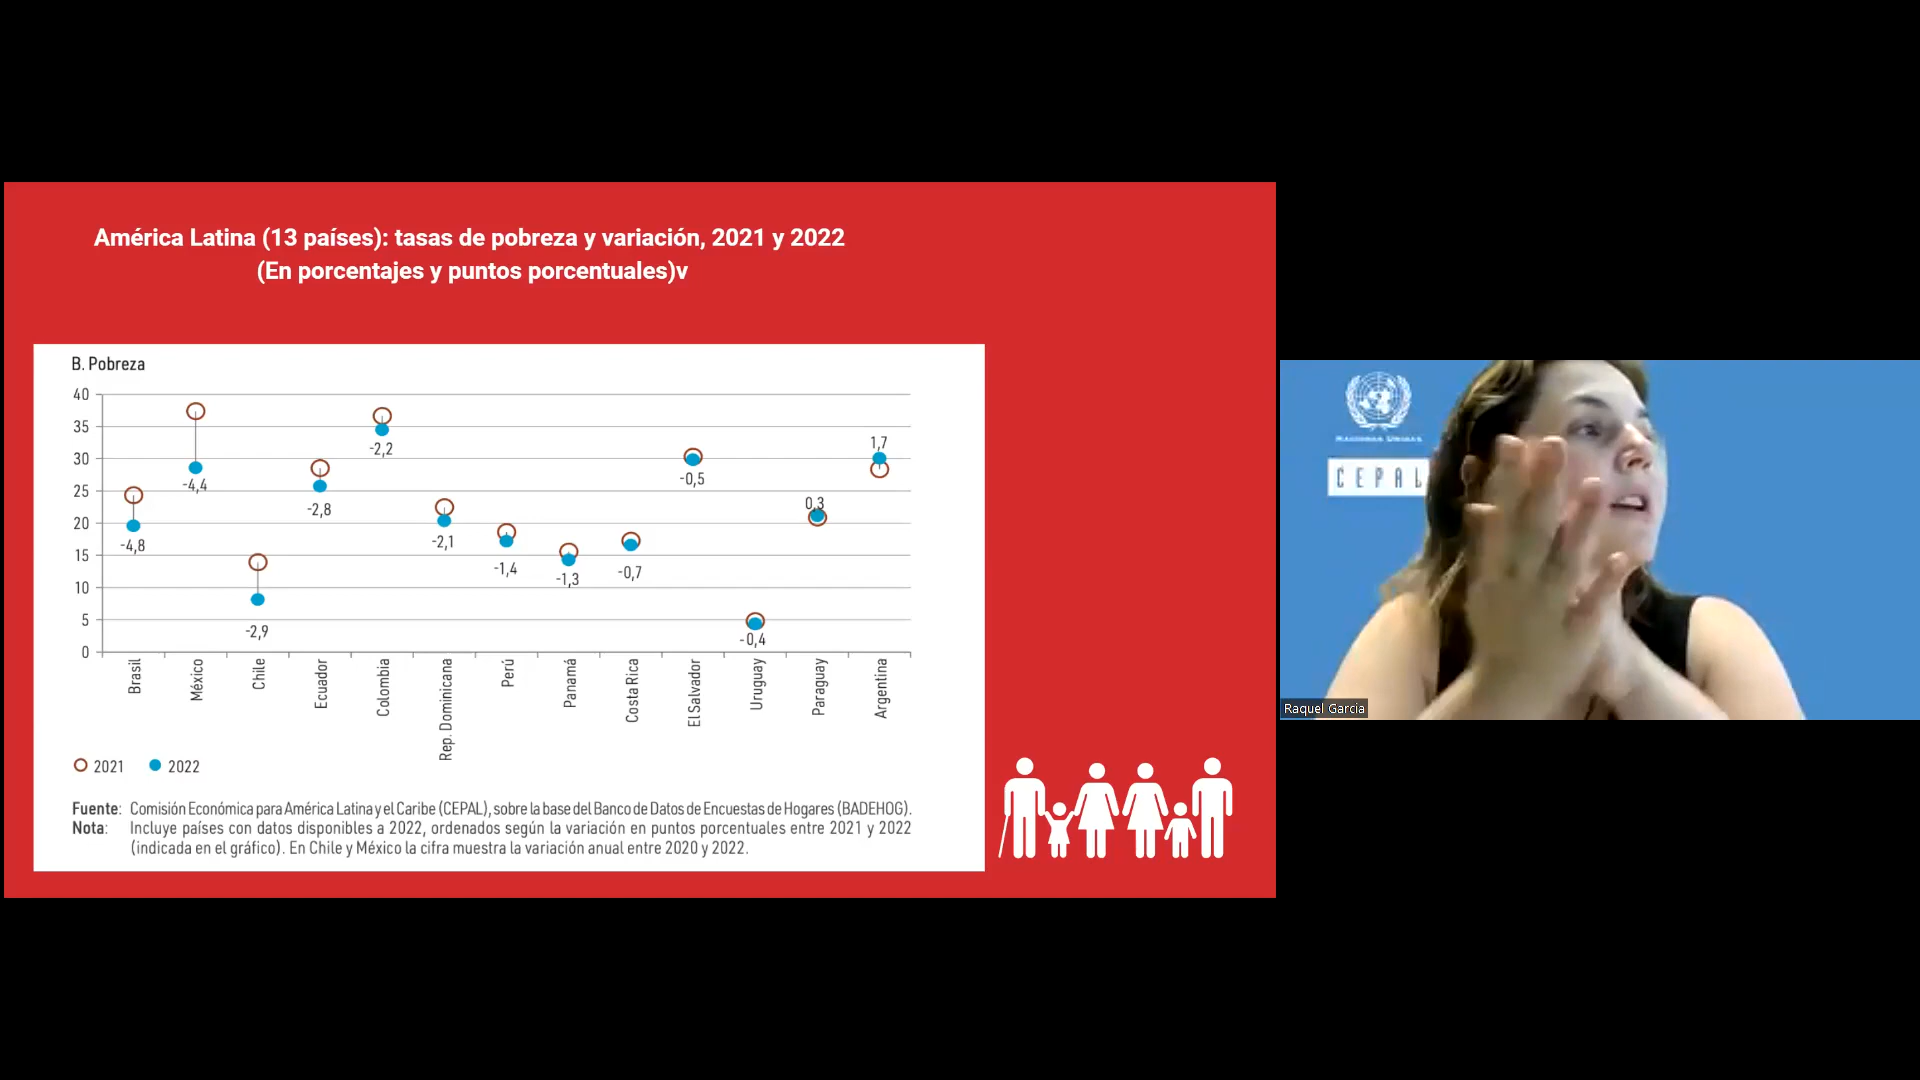 América Latina (13 países): tasas de pobreza y variación, 2021 y 2022
(En porcentajes y puntos porcentuales)v
B. Pobreza
40
35
30
25
20
15
10
5
0
-4,8
-4,4
-2,9
-2,8
-2,2
-2,1
-1,4
-1,3
-0,7
-0,5
-0,4
0,3
1,7
Brasil
México
Chile
Ecuador
Colombia
Rep. Dominicana
Perú
Panamá
Costa Rica
El Salvador
Uruguay
Paraguay
Argentina
2021 2022
Fuente: Comisión Económica para América Latina y el Caribe (CEPAL), sobre la base del Banco de Datos de Encuestas de Hogares (BADEHOG).
Nota: Incluye países con datos disponibles a 2022, ordenados según la variación en puntos porcentuales entre 2021 y 2022
(indicada en el gráfico). En Chile y México la cifra muestra la variación anual entre 2020 y 2022.
NACIONES UNIDAS
CEPAL
Raquel Garcia